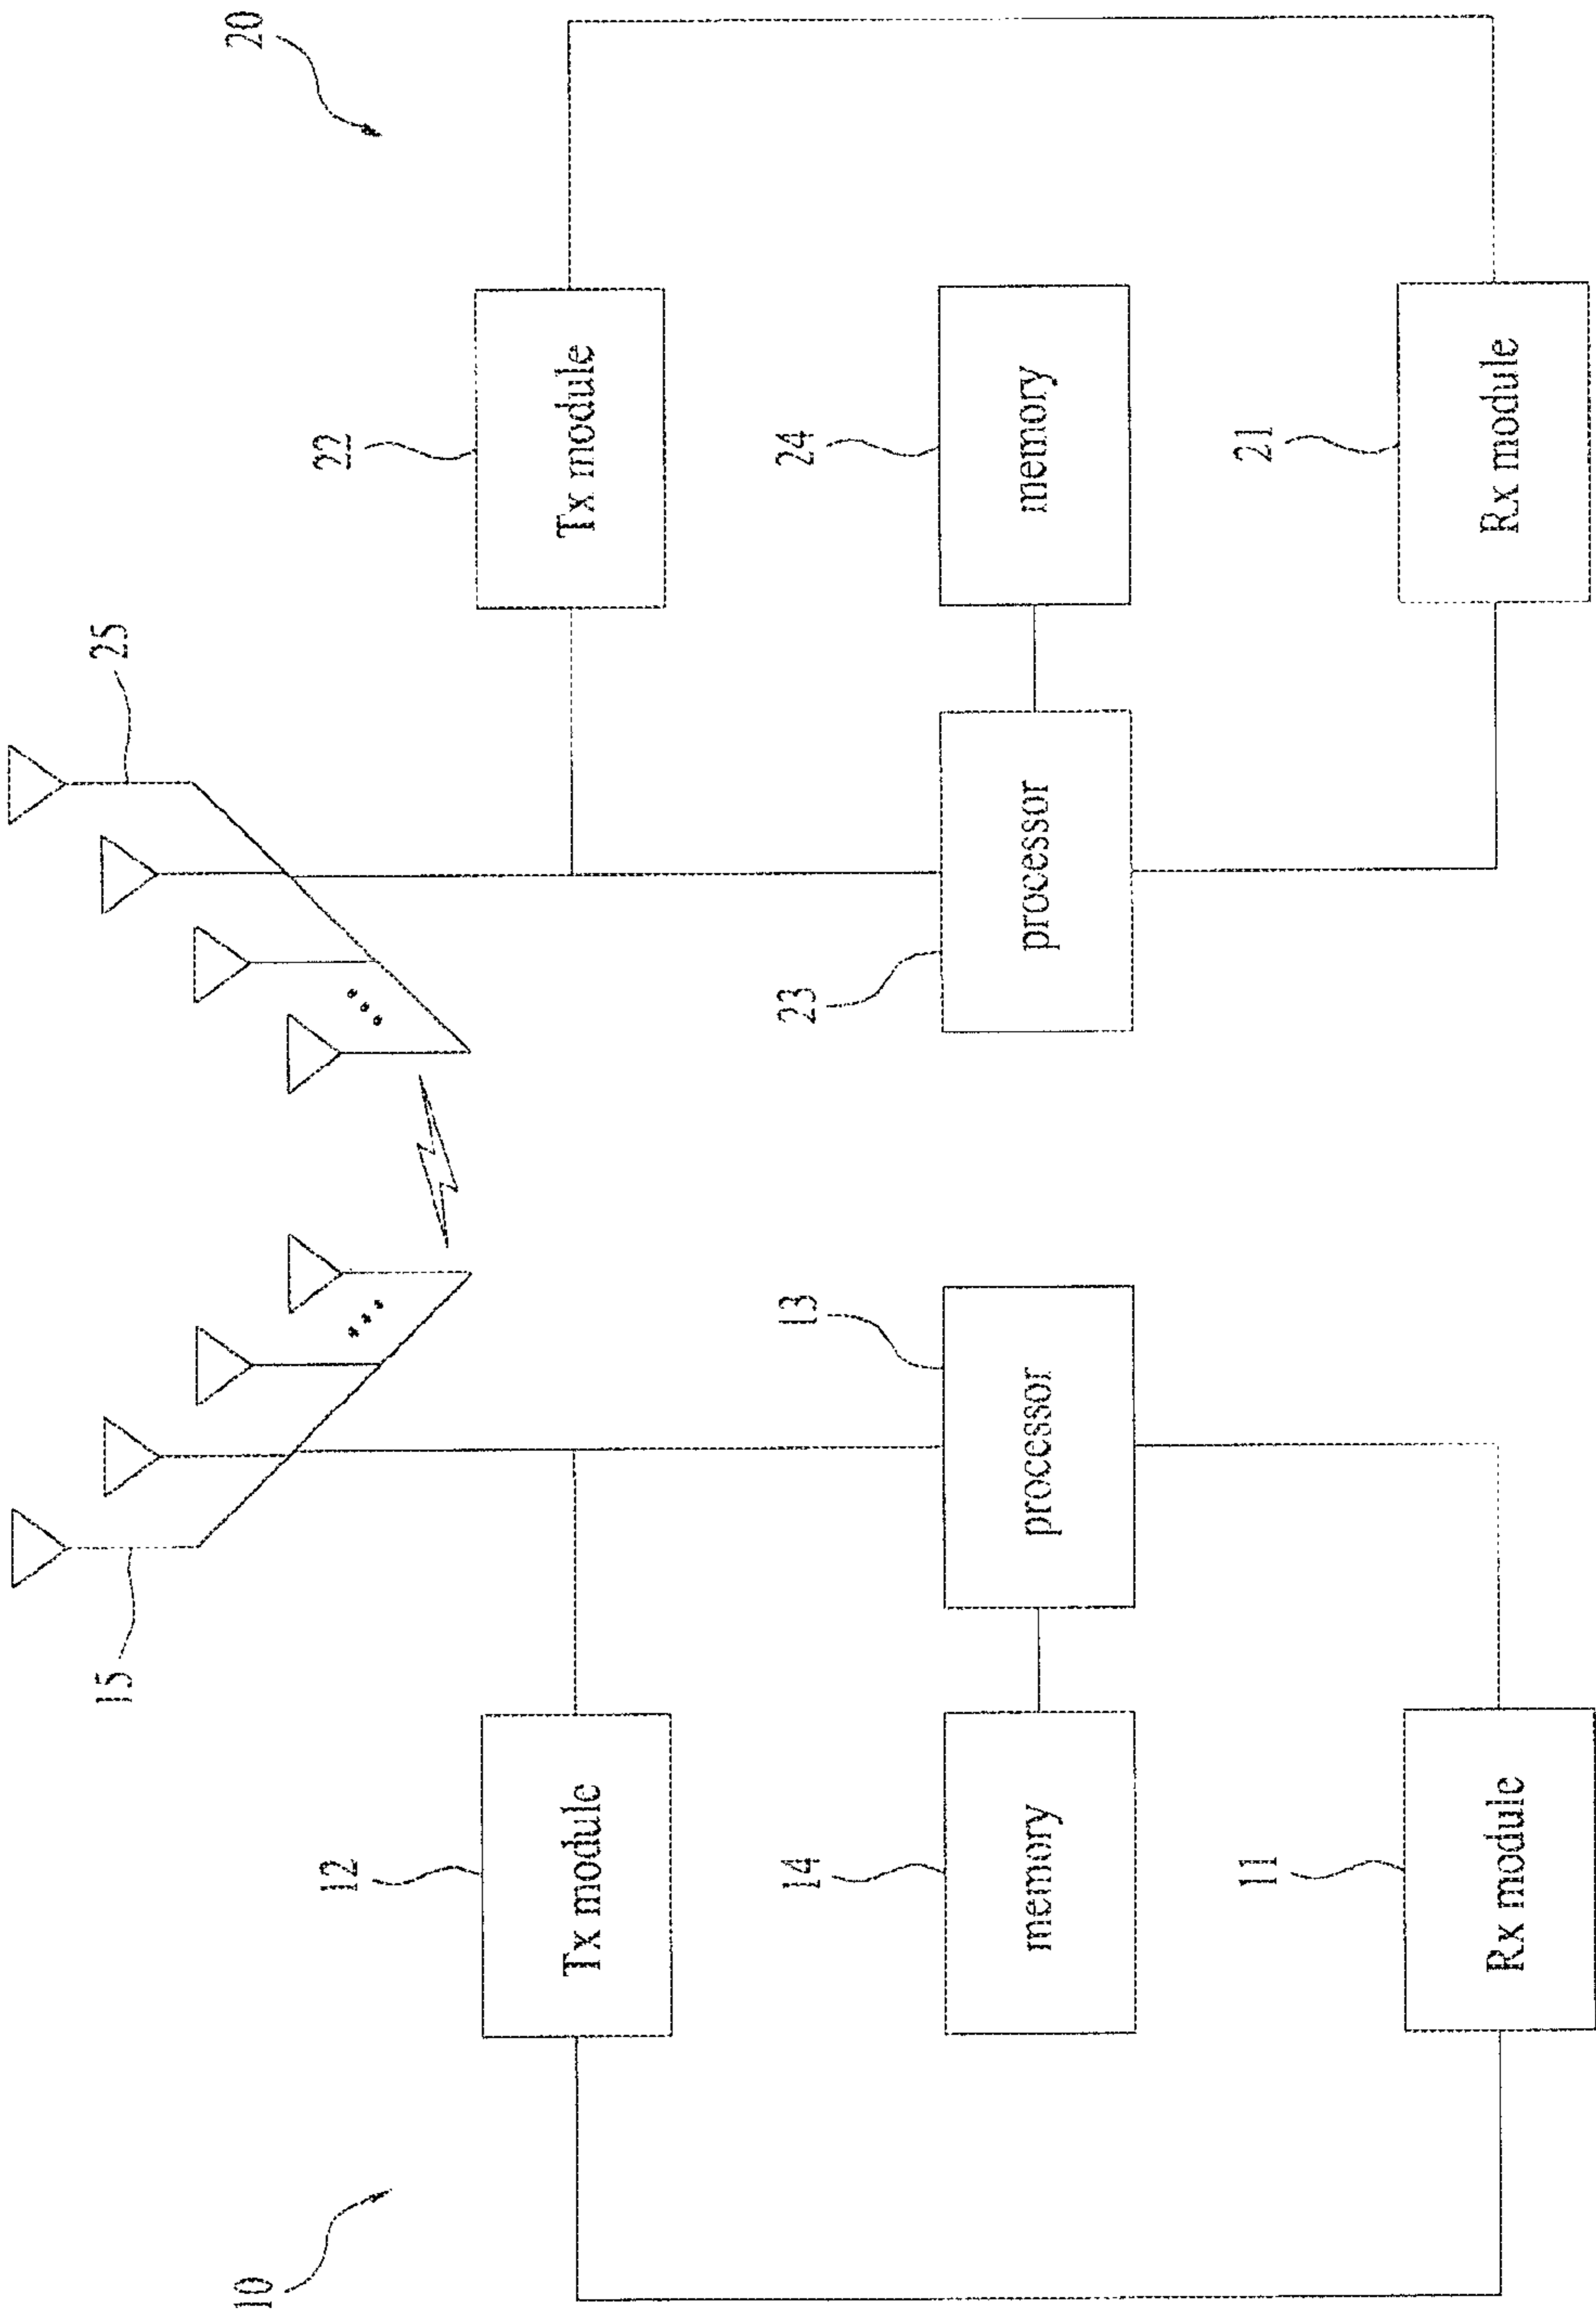 10
20
15
25
12
Tx module
22
Tx module
13
processor
23
processor
14
memory
24
memory
11
Rx module
21
Rx module